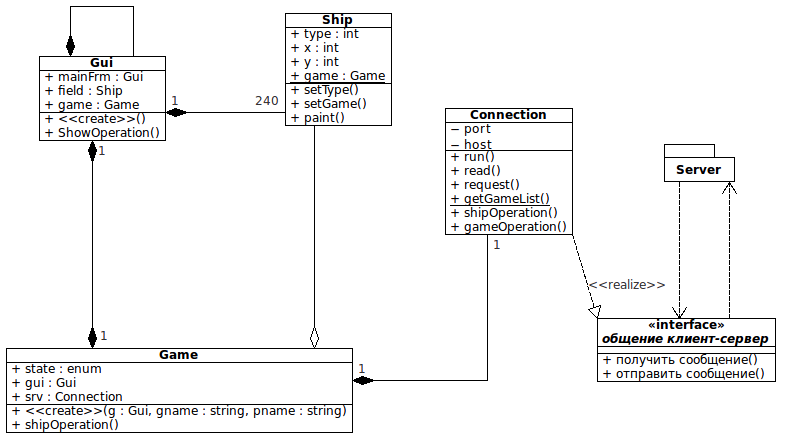 Ship
+ type : int
+ x : int
+ y : int
+ game : Game
+ setType()
+ setGame()
+ paint()
Gui
+ mainFrm : Gui
+ field : Ship
+ game : Game
+ <<create>>()
+ ShowOperation()
1
240
1
Connection
− port
− host
+ run()
+ read()
+ request()
+ getGameList()
+ shipOperation()
+ gameOperation()
1
Server
<<realize>>
«interface»
общение клиент-сервер
+ получить сообщение()
+ отправить сообщение()
1
Game
+ state : enum
+ gui : Gui
+ srv : Connection
+ <<create>>(g : Gui, gname : string, pname : string)
+ shipOperation()
1